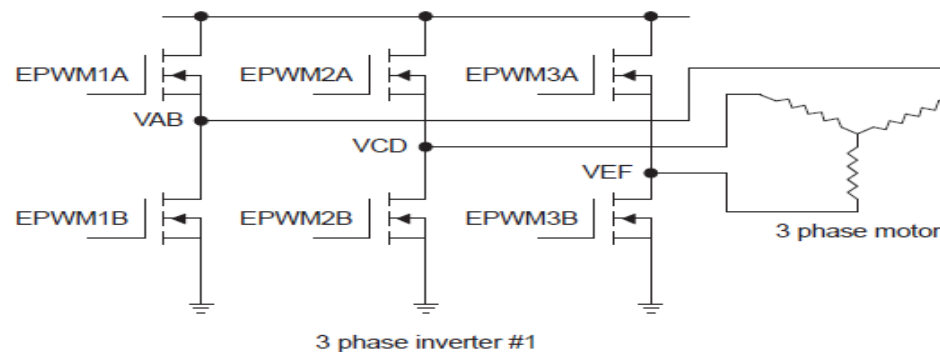 EPWM1A
EPWM2A
EPWM3A
VAB
VCD
VEF
EPWM1B
EPWM2B
EPWM3B
3 phase motor
3 phase inverter #1